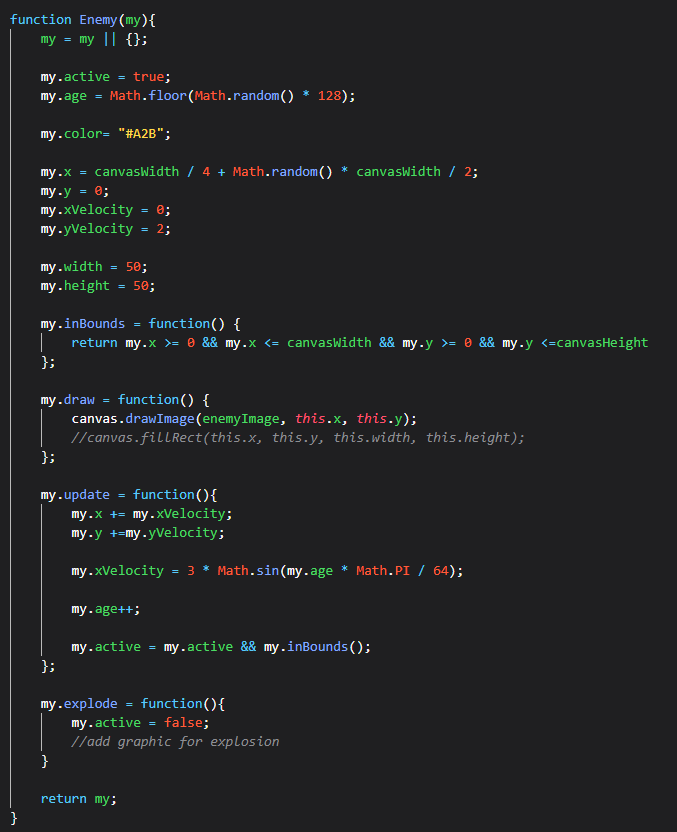 function Enemy(my){
    my = my || {};

    my.active = true;
    my.age = Math.floor(Math.random() * 128);

    my.color= "#A2B";

    my.x = canvasWidth / 4 + Math.random() * canvasWidth / 2;
    my.y = 0;
    my.xVelocity = 0;
    my.yVelocity = 2;

    my.width = 50;
    my.height = 50;

    my.inBounds = function() {
        return my.x >= 0 && my.x <= canvasWidth && my.y >= 0 && my.y <=canvasHeight
    };

    my.draw = function() {
        canvas.drawImage(enemyImage, this.x, this.y);
        //canvas.fillRect(this.x, this.y, this.width, this.height);
    };

    my.update = function(){
        my.x += my.xVelocity;
        my.y +=my.yVelocity;

        my.xVelocity = 3 * Math.sin(my.age * Math.PI / 64);

        my.age++;

        my.active = my.active && my.inBounds();
    };

    my.explode = function(){
        my.active = false;
        //add graphic for explosion
    }

    return my;
}